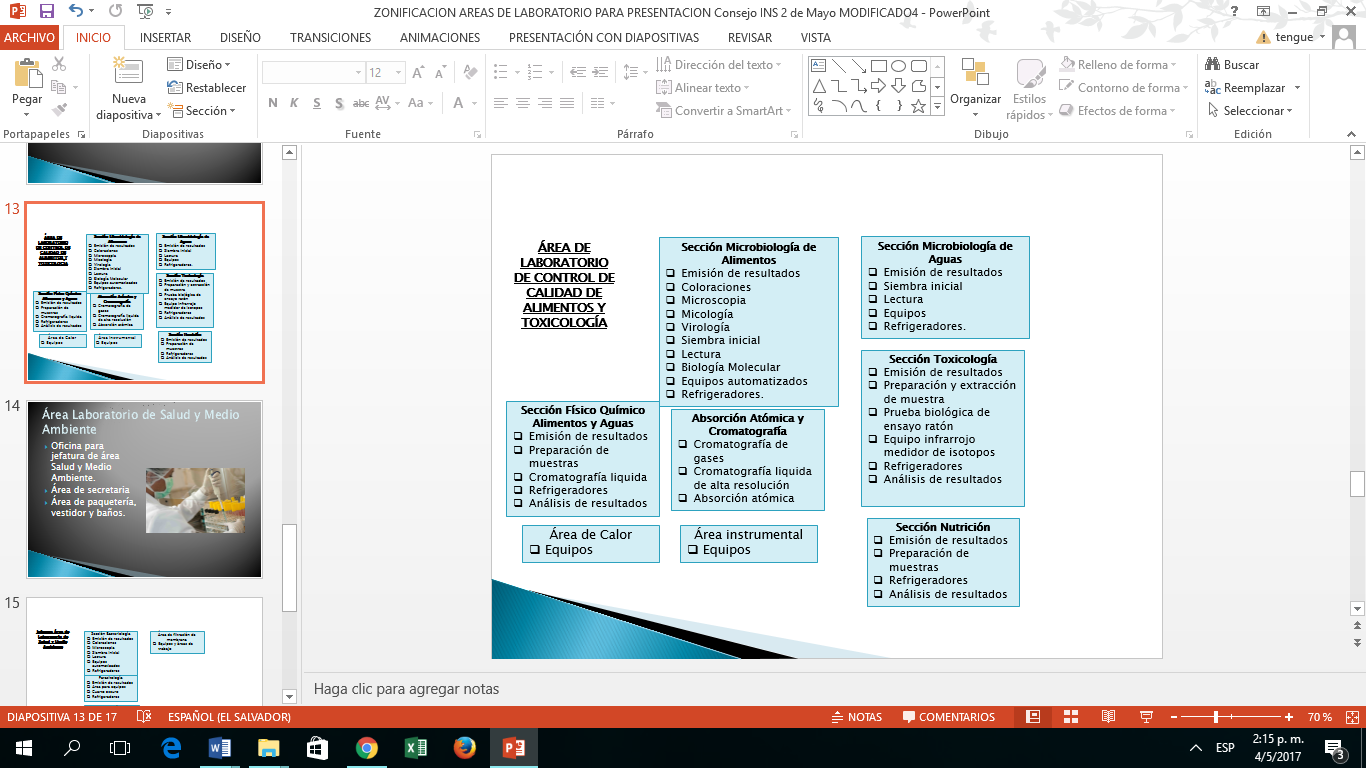 ZONIFICACION AREAS DE LABORATORIO PARA PRESENTACION Consejo INS 2 de Mayo MODIFICADO4 - PowerPoint
ARCHIVO INICIO INSERTAR DISEÑO TRANSICIONES ANIMACIONES PRESENTACIÓN CON DIAPOSITIVAS REVISAR VISTA tengue
Pegar
Portapapeles
Nueva
diapositiva
Diseño
Restablecer
Sección
Diapositivas
12
N K S S abc AV Aa A
Fuente
Dirección del texto
Alinear texto
Convertir a SmartArt
Párrafo
Organizar
Estilos
rápidos
Relleno de forma
Contorno de forma
Efectos de forma
Dibujo
Buscar
Reemplazar
Seleccionar
Edición
13
14
Área Laboratorio de Salud y Medio
Ambiente
Oficina para
jefatura de área
Salud y Medio
Ambiente.
Área de secretaria
Área de paquetería,
vestidor y baños.
15
ÁREA DE
LABORATORIO
DE CONTROL DE
CALIDAD DE
ALIMENTOS Y
TOXICOLOGÍA
Sección Microbiología de
Alimentos
Emisión de resultados
Coloraciones
Microscopia
Micología
Virología
Siembra inicial
Lectura
Biología Molecular
Equipos automatizados
Refrigeradores.
Sección Microbiología de
Aguas
Emisión de resultados
Siembra inicial
Lectura
Equipos
Refrigeradores.
Sección Toxicología
Emisión de resultados
Preparación y extracción
de muestra
Prueba biológica de
ensayo ratón
Equipo infrarrojo
medidor de isotopos
Refrigeradores
Análisis de resultados
Sección Físico Químico
Alimentos y Aguas
Emisión de resultados
Preparación de
muestras
Cromatografía liquida
Refrigeradores
Análisis de resultados
Absorción Atómica y
Cromatografía
Cromatografía de
gases
Cromatografía liquida
de alta resolución
Absorción atómica
Área de Calor
Equipos
Área instrumental
Equipos
Sección Nutrición
Emisión de resultados
Preparación de
muestras
Refrigeradores
Análisis de resultados
Haga clic para agregar notas
DIAPOSITIVA 13 DE 17 ESPAÑOL (EL SALVADOR) NOTAS COMENTARIOS 70 %
ESP
2:15 p. m.
4/5/2017
3